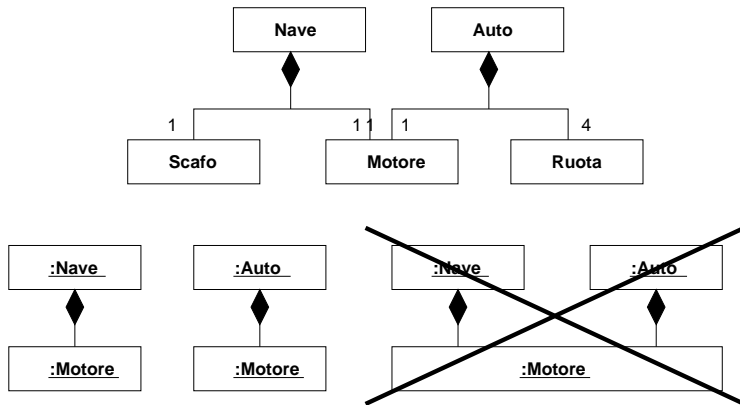 Nave Auto
1 1 1 1 4
Scafo Motore Ruota
:Nave :Auto :Nave :Auto
:Motore :Motore :Motore